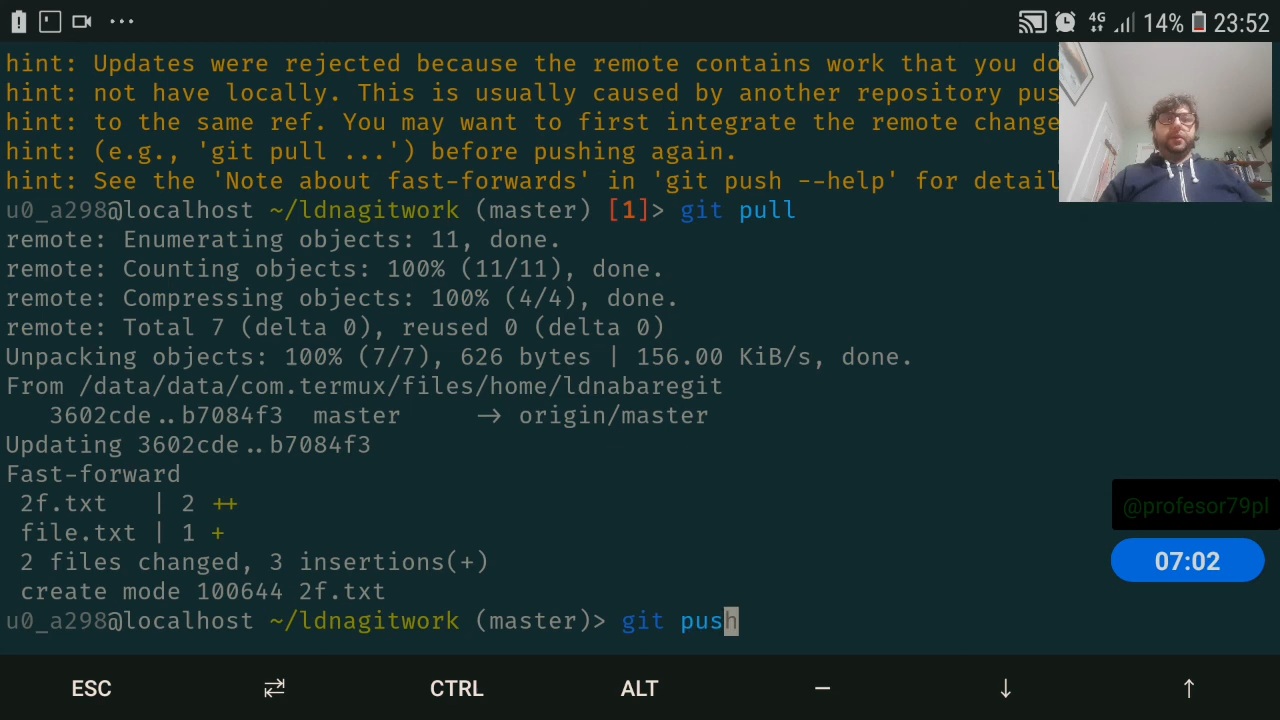 14% 23:52
4G
hint: Updates were rejected because the remote contains work that you do
hint: not have locally. This is usually caused by another repository pus
hint: to the same ref. You may want to first integrate the remote change
hint: (e.g., 'git pull ...') before pushing again.
hint: See the 'Note about fast-forwards' in 'git push --help' for detail
u0_a298@localhost ~/ldnagitwork (master) [1]> git pull
remote: Enumerating objects: 11, done.
remote: Counting objects: 100% (11/11), done.
remote: Compressing objects: 100% (4/4), done.
remote: Total 7 (delta 0), reused 0 (delta 0)
Unpacking objects: 100% (7/7), 626 bytes | 156.00 KiB/s, done.
From /data/data/com.termux/files/home/ldnabaregit
3602cde..b7084f3 master -> origin/master
Updating 3602cde..b7084f3
Fast-forward
2f.txt | 2 ++
file.txt | 1 +
2 files changed, 3 insertions(+)
create mode 100644 2f.txt
u0_a298@localhost ~/ldnagitwork (master)> git push
@profesor79pl
07:02
ESC ⇄ CTRL ALT – ↓ ↑